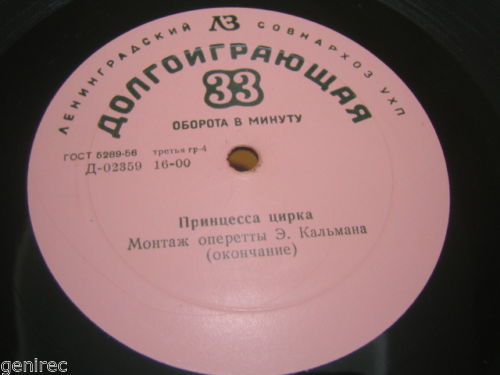 ЛЕНИНГРАДСКИЙ ЛЗ СОВНАРХОЗ УХП
ДОЛГОИГРАЮЩАЯ
33
ОБОРОТА В МИНУТУ
ГОСТ 5289-56 третья гр-4
Д-02359 16-00
Принцесса цирка
Монтаж оперетты Э. Кальмана
(окончание)
genirec